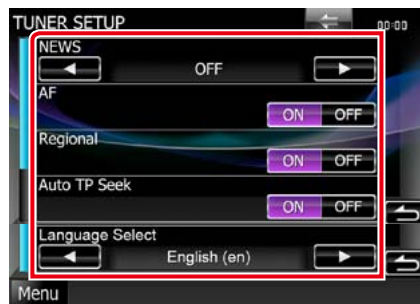 TUNER SETUP 00:00
NEWS
OFF
AF
ON OFF
Regional
ON OFF
Auto TP Seek
ON OFF
Language Select
English (en)
Menu